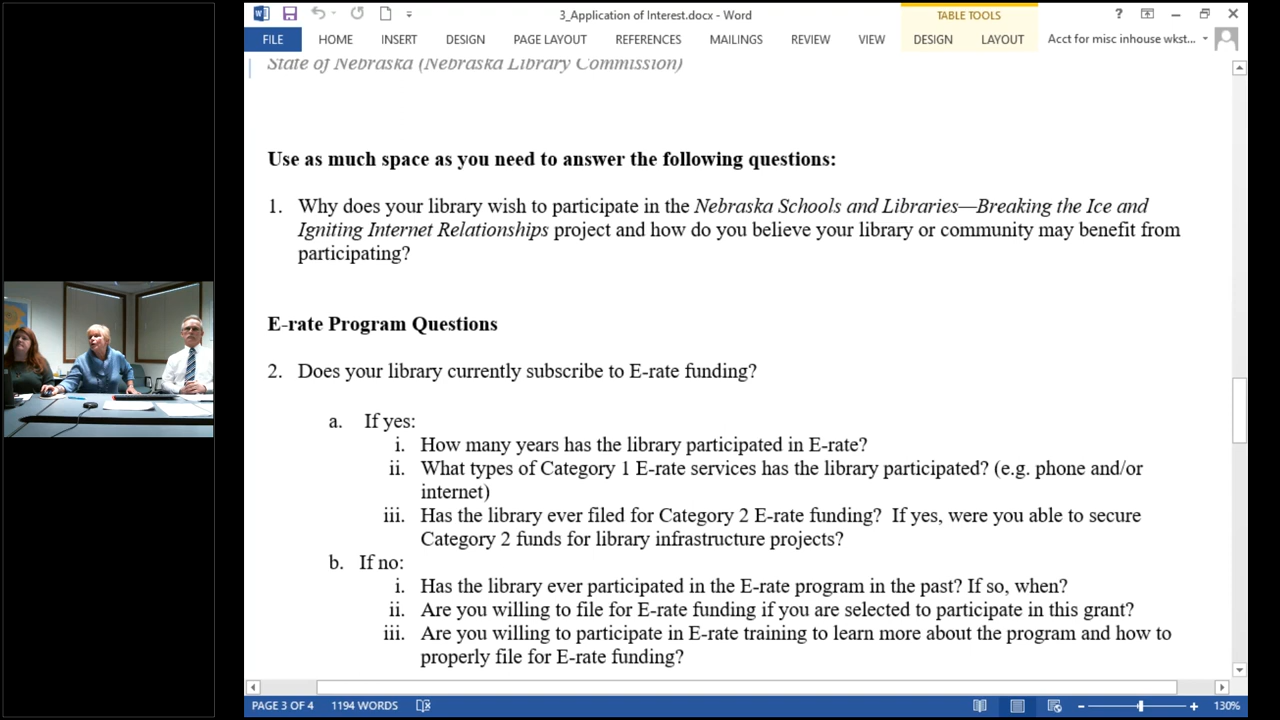 3_Application of Interest.docx - Word
TABLE TOOLS
?
FILE HOME INSERT DESIGN PAGE LAYOUT REFERENCES MAILINGS REVIEW VIEW DESIGN LAYOUT Acct for misc inhouse wkst...
State of Nebraska (Nebraska Library Commission)
Use as much space as you need to answer the following questions:
1. Why does your library wish to participate in the Nebraska Schools and Libraries—Breaking the Ice and
Igniting Internet Relationships project and how do you believe your library or community may benefit from
participating?
E-rate Program Questions
2. Does your library currently subscribe to E-rate funding?
a. If yes:
i. How many years has the library participated in E-rate?
ii. What types of Category 1 E-rate services has the library participated? (e.g. phone and/or
internet)
iii. Has the library ever filed for Category 2 E-rate funding?  If yes, were you able to secure
Category 2 funds for library infrastructure projects?
b. If no:
i. Has the library ever participated in the E-rate program in the past? If so, when?
ii. Are you willing to file for E-rate funding if you are selected to participate in this grant?
iii. Are you willing to participate in E-rate training to learn more about the program and how to
properly file for E-rate funding?
PAGE 3 OF 4 1194 WORDS 130%